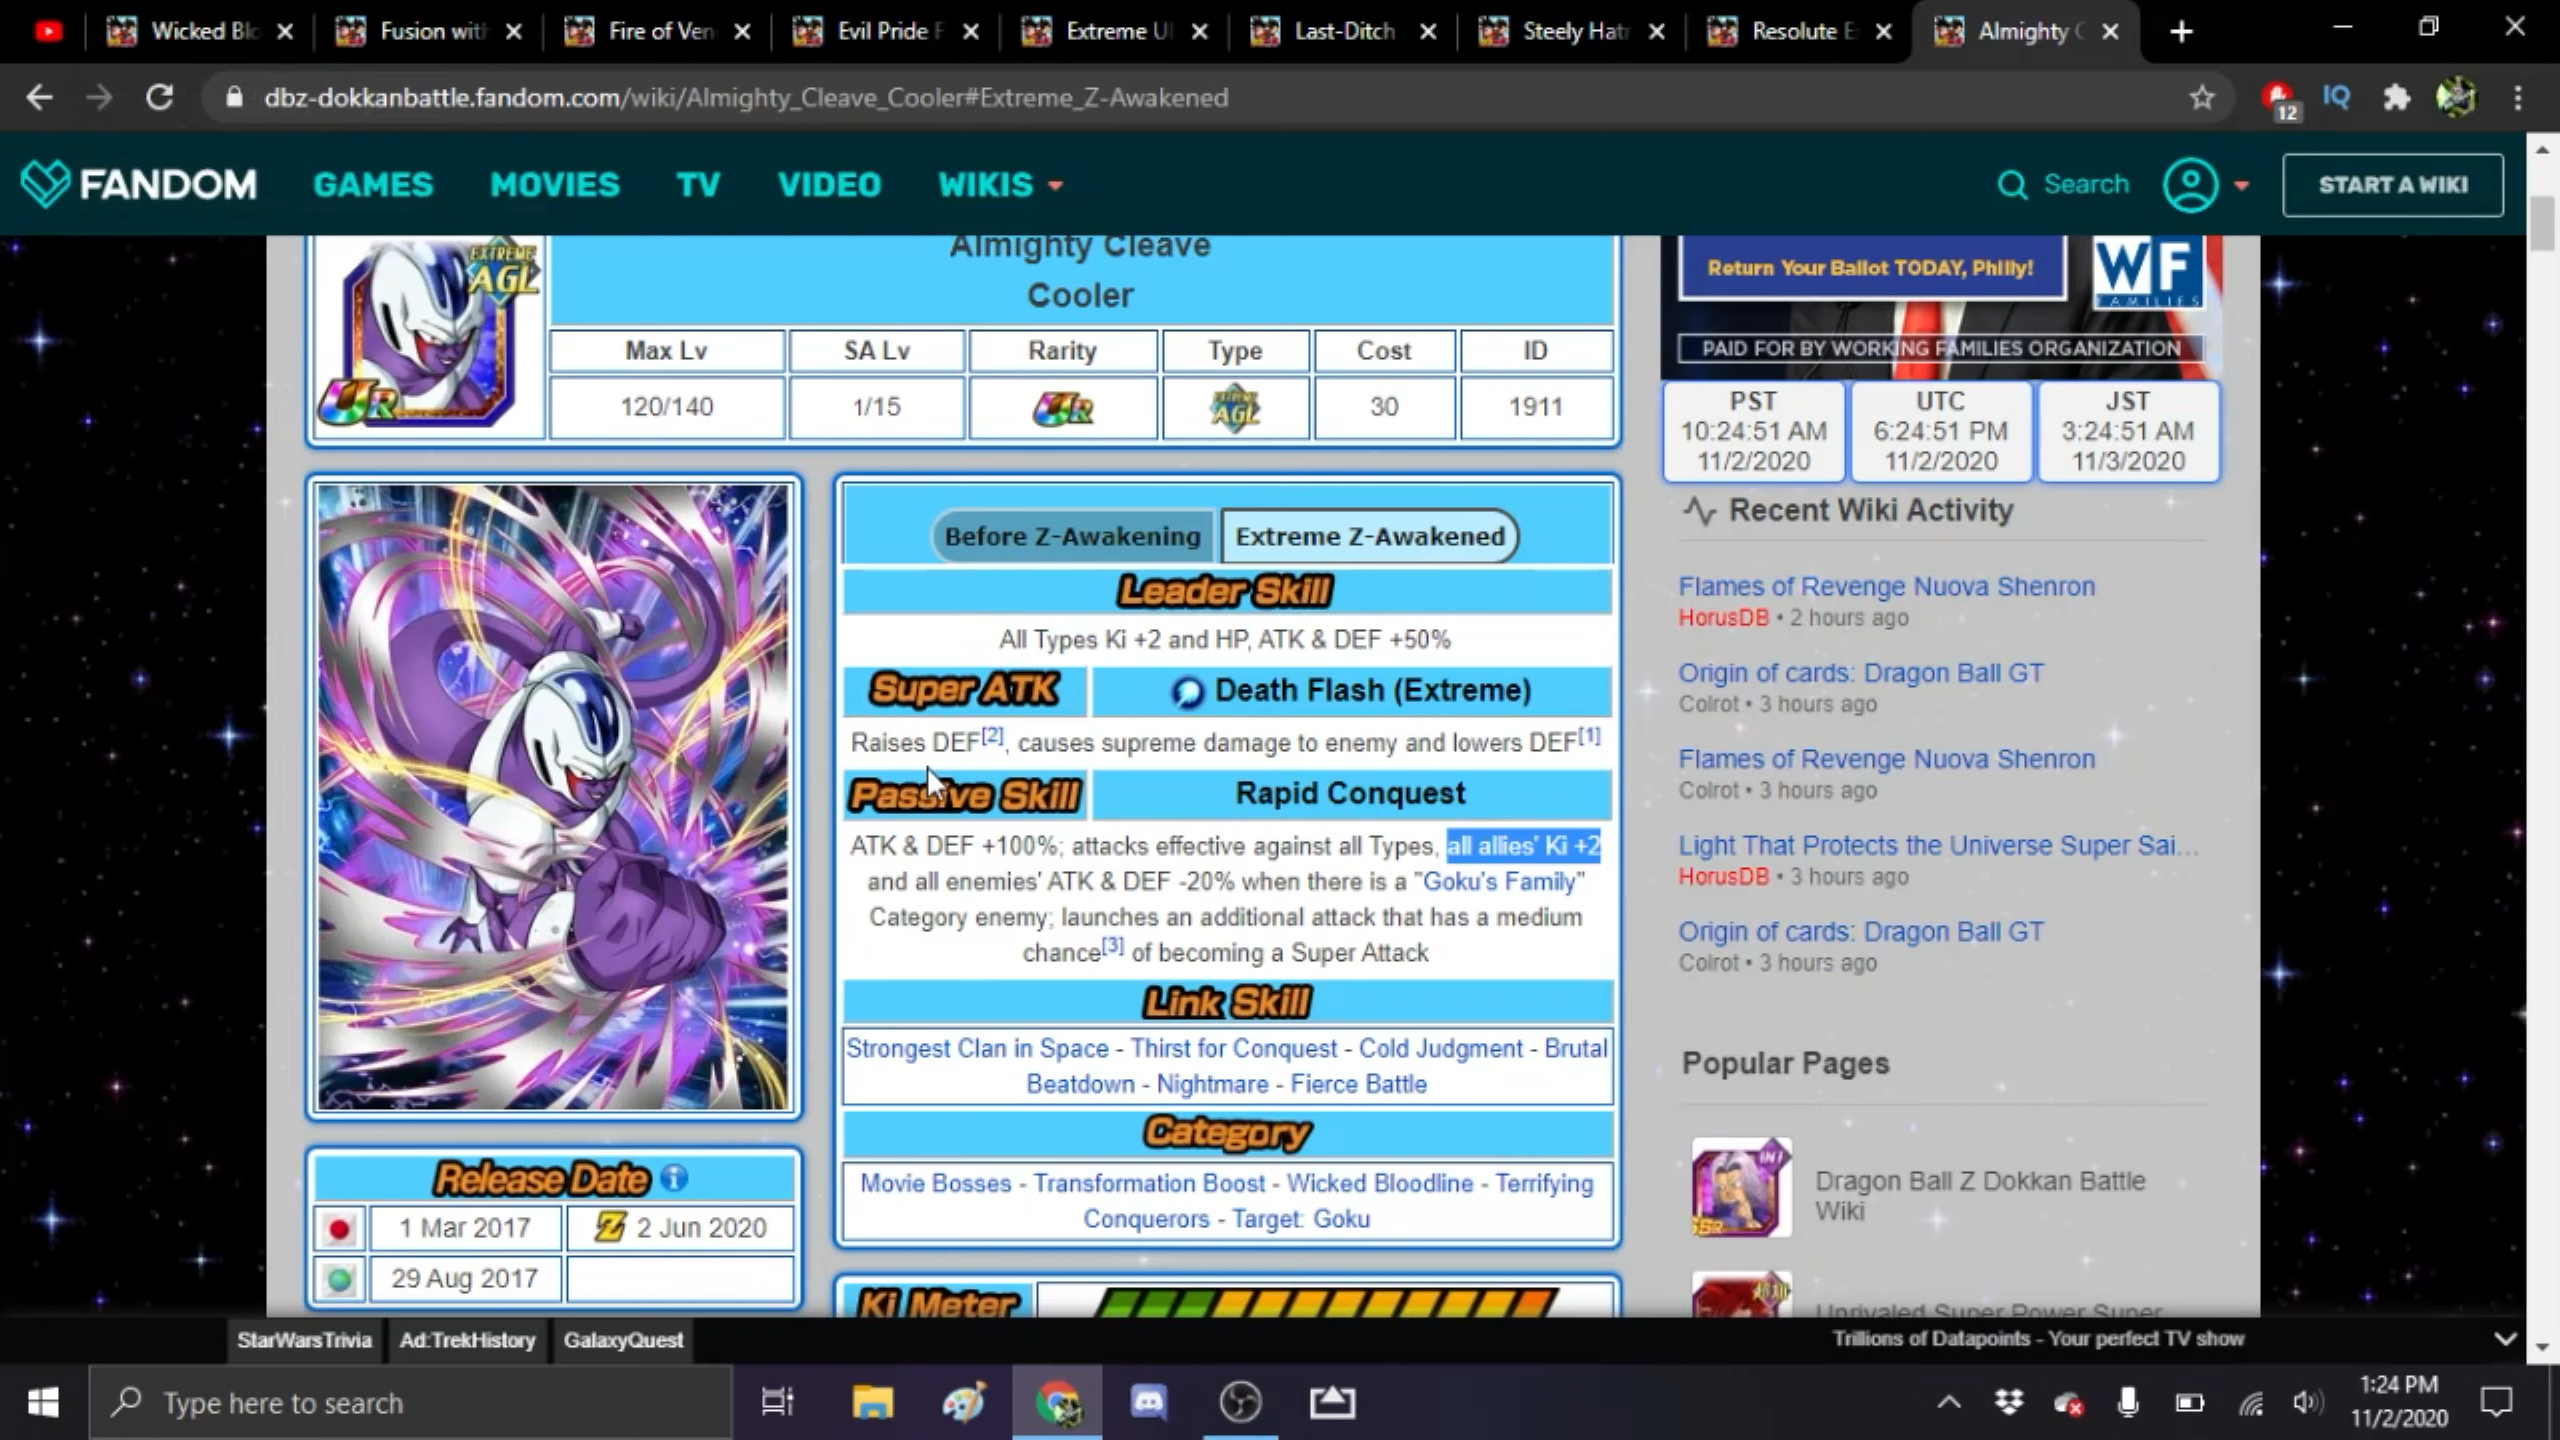 Wicked Blo
Fusion with
Fire of Ven
Evil Pride F
Extreme U
Last-Ditch
Steely Hatr
Resolute E
Almighty C
dbz-dokkanbattle.fandom.com/wiki/Almighty_Cleave_Cooler#Extreme_Z-Awakened
12
IQ
FANDOM
GAMES
MOVIES
TV
VIDEO
WIKIS
Search
START A WIKI
EXTREME
AGL
UR
Almighty Cleave
Cooler
Max Lv
SA Lv
Rarity
Type
Cost
ID
120/140
1/15
UR
EXTREME
AGL
30
1911
Return Your Ballot TODAY, Philly!
WF
FAMILIES
PAID FOR BY WORKING FAMILIES ORGANIZATION
PST
10:24:51 AM
11/2/2020
UTC
6:24:51 PM
11/2/2020
JST
3:24:51 AM
11/3/2020
Before Z-Awakening
Extreme Z-Awakened
Leader Skill
All Types Ki +2 and HP, ATK & DEF +50%
Super ATK
Death Flash (Extreme)
Raises DEF[2], causes supreme damage to enemy and lowers DEF[1]
Passive Skill
Rapid Conquest
ATK & DEF +100%; attacks effective against all Types, all allies' Ki +2
and all enemies' ATK & DEF -20% when there is a "Goku's Family"
Category enemy; launches an additional attack that has a medium
chance[3] of becoming a Super Attack
Link Skill
Strongest Clan in Space - Thirst for Conquest - Cold Judgment - Brutal
Beatdown - Nightmare - Fierce Battle
Category
Movie Bosses - Transformation Boost - Wicked Bloodline - Terrifying
Conquerors - Target: Goku
Ki Meter
Release Date
1 Mar 2017
Z 2 Jun 2020
29 Aug 2017
Recent Wiki Activity
Flames of Revenge Nuova Shenron
HorusDB • 2 hours ago
Origin of cards: Dragon Ball GT
Colrot • 3 hours ago
Flames of Revenge Nuova Shenron
Colrot • 3 hours ago
Light That Protects the Universe Super Sai...
HorusDB • 3 hours ago
Origin of cards: Dragon Ball GT
Colrot • 3 hours ago
Popular Pages
INT
SSR
Dragon Ball Z Dokkan Battle
Wiki
Unrivaled Super Power Super
StarWarsTrivia
Ad:TrekHistory
GalaxyQuest
Trillions of Datapoints - Your perfect TV show
Type here to search
1:24 PM
11/2/2020